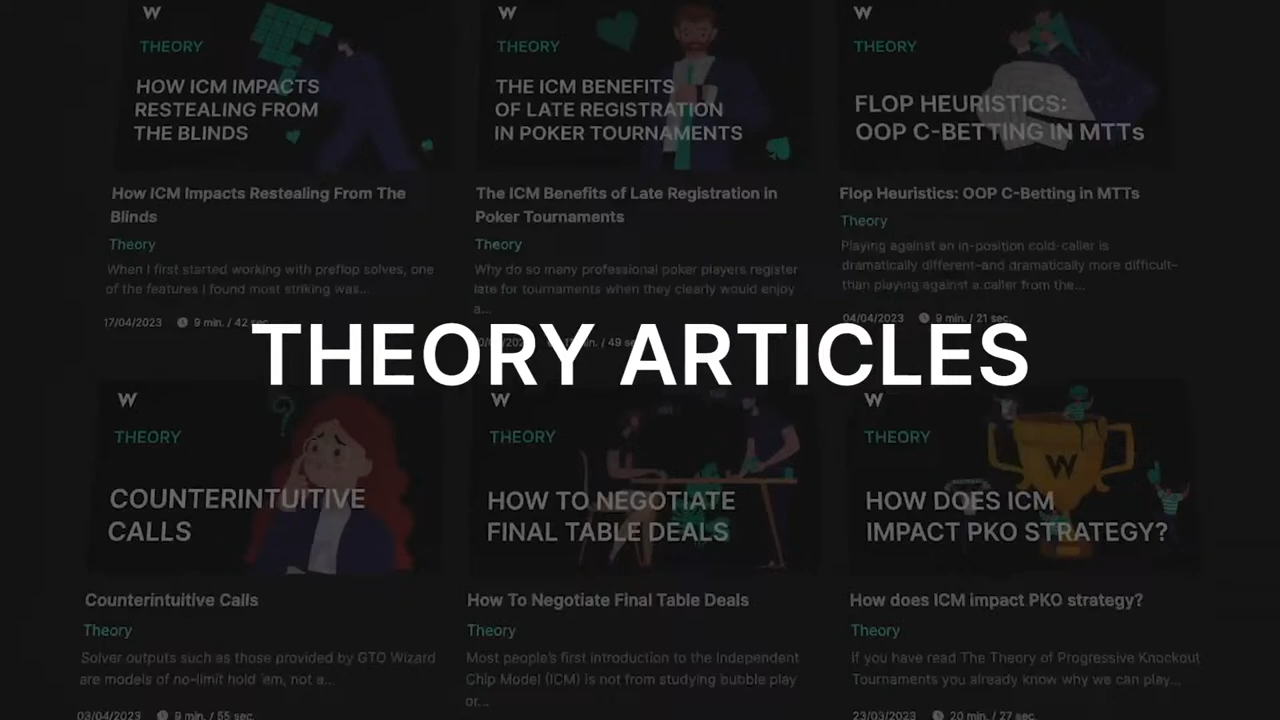 W
THEORY
HOW ICM IMPACTS
RESTEALING FROM
THE BLINDS
How ICM Impacts Restealing From The
Blinds
Theory
When I first started working with preflop solves, one
of the features I found most striking was...
17/04/2023 9 min. / 42 sec.
W
THEORY
THE ICM BENEFITS
OF LATE REGISTRATION
IN POKER TOURNAMENTS
The ICM Benefits of Late Registration in
Poker Tournaments
Theory
Why do so many professional poker players register
late for tournaments when they clearly would enjoy
a...
min. / 49 sec.
W
THEORY
FLOP HEURISTICS:
OOP C-BETTING IN MTTs
Flop Heuristics: OOP C-Betting in MTTs
Theory
Playing against an in-position cold-caller is
dramatically different–and dramatically more difficult–
than playing against a caller from the...
04/04/2023 9 min. / 21 sec.
THEORY ARTICLES
W
THEORY
COUNTERINTUITIVE
CALLS
Counterintuitive Calls
Theory
Solver outputs such as those provided by GTO Wizard
are models of no-limit hold 'em, not a...
03/04/2023 9 min. / 55 sec.
W
THEORY
HOW TO NEGOTIATE
FINAL TABLE DEALS
How To Negotiate Final Table Deals
Theory
Most people's first introduction to the Independent
Chip Model (ICM) is not from studying bubble play
or...
W
THEORY
HOW DOES ICM
IMPACT PKO STRATEGY?
W
How does ICM impact PKO strategy?
Theory
If you have read The Theory of Progressive Knockout
Tournaments you already know why we can play...
23/03/2023 20 min. / 27 sec.